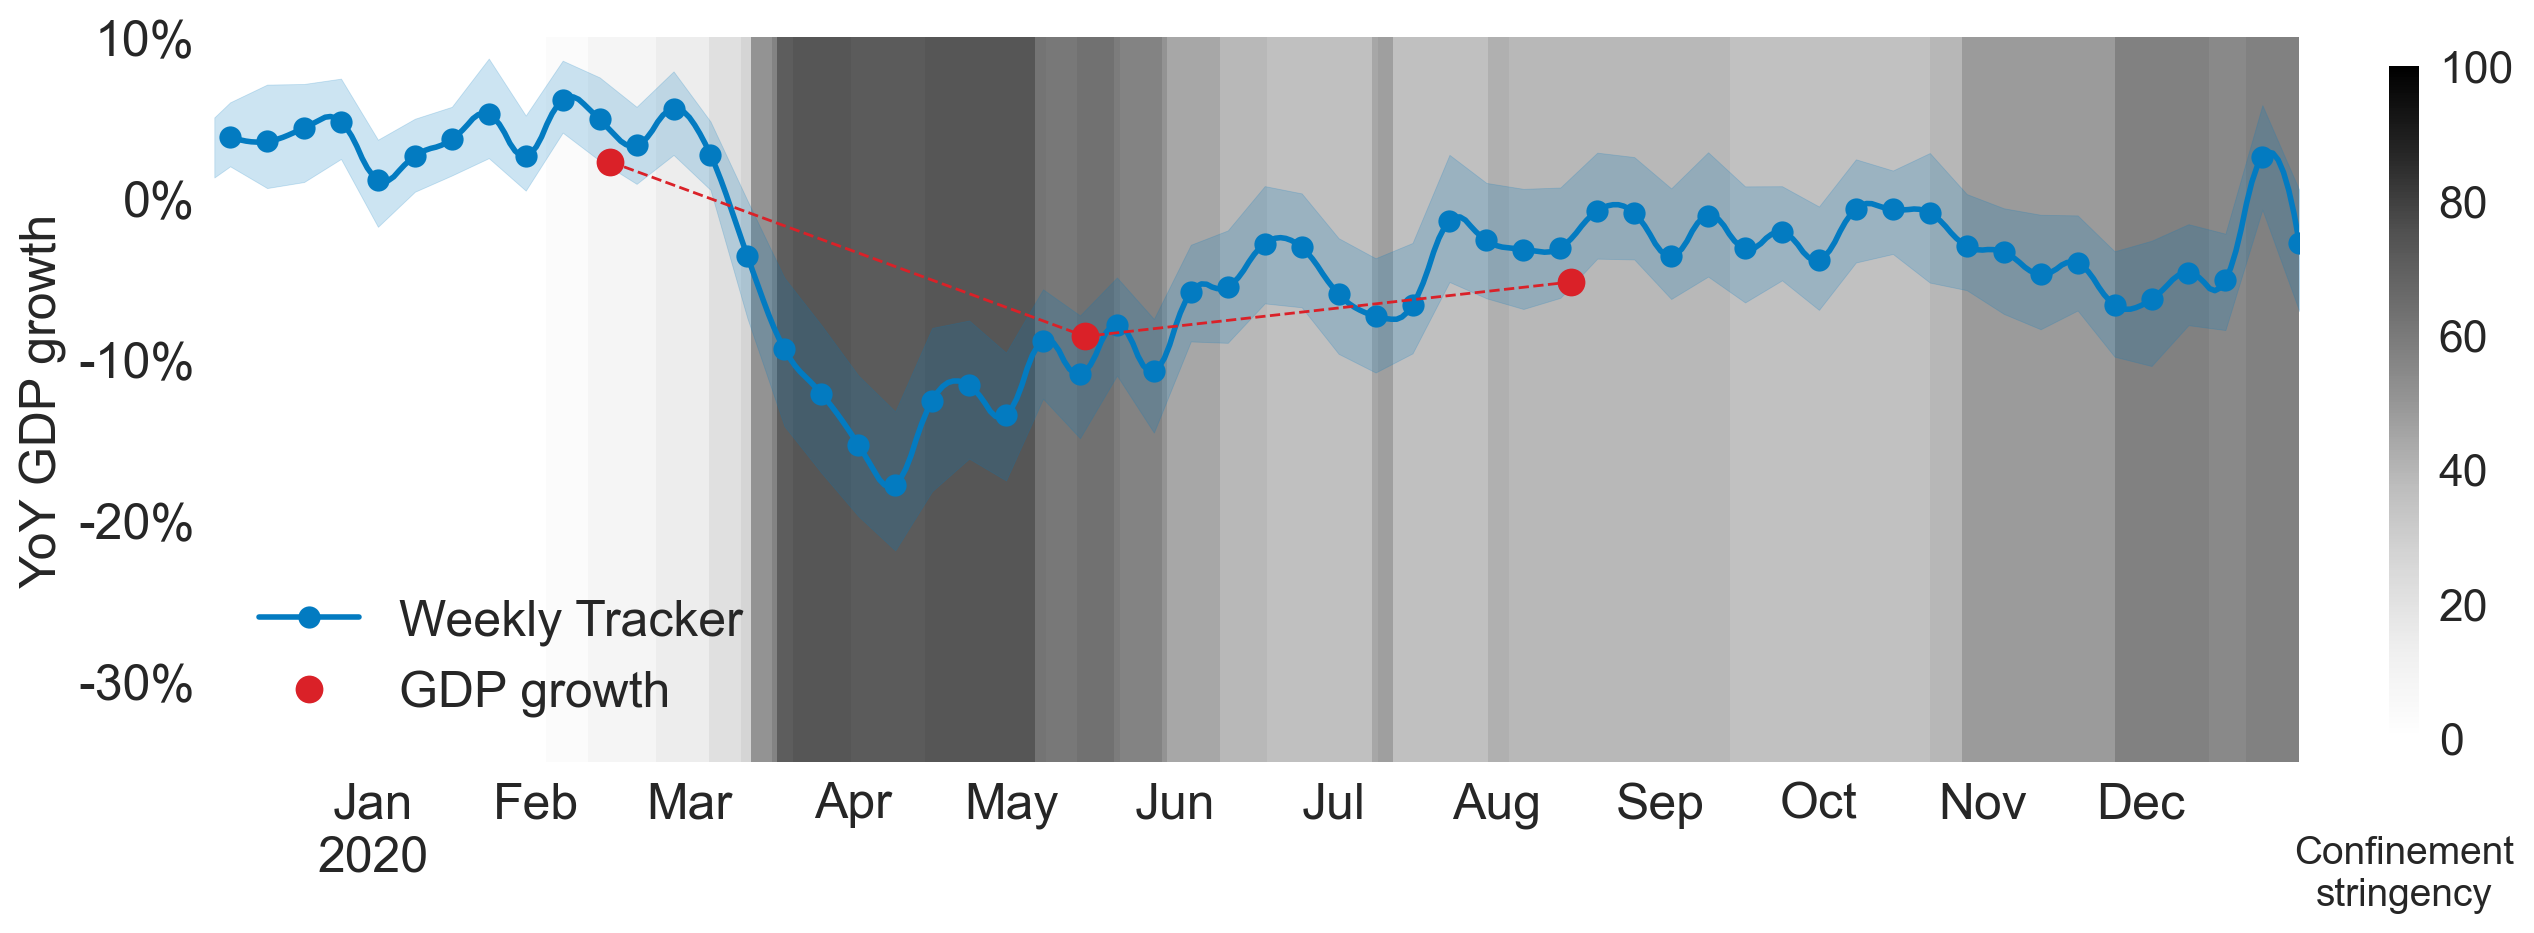 10%
0%
-10%
-20%
-30%
YoY GDP growth
Weekly Tracker
GDP growth
Jan
2020
Feb
Mar
Apr
May
Jun
Jul
Aug
Sep
Oct
Nov
Dec
100
80
60
40
20
0
Confinement
stringency